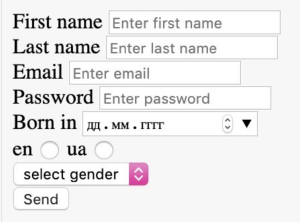 First name Enter first name
Last name Enter last name
Email Enter email
Password Enter password
Born in дд.мм.гггг
en ua
select gender
Send